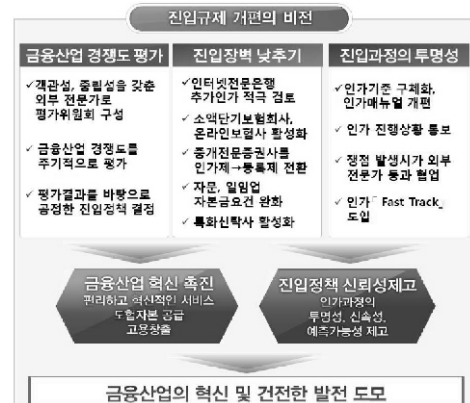 진입규제 개편의 비전
금융산업 경쟁도 평가
✓객관성, 중립성을 갖춘
외부 전문가로
평가위원회 구성
✓ 금융산업 경쟁도를
주기적으로 평가
✓ 평가결과를 바탕으로
공정한 진입정책 결정
진입장벽 낮추기
✓인터넷전문은행
추가인가 적극 검토
✓ 소액단기보험회사,
온라인보험사 활성화
✓ 중개전문증권사를
인가제→등록제 전환
✓ 자문, 일임업
자본금요건 완화
✓ 특화신탁사 활성화
진입과정의 투명성
✓인가기준 구체화,
인가매뉴얼 개편
✓ 인가 진행상황 통보
✓ 쟁점 발생시가 외부
전문가 등과 협업
✓ 인가「Fast Track」
도입
금융산업 혁신 촉진
편리하고 혁신적인 서비스
모험자본 공급
고용창출
진입정책 신뢰성제고
인가과정의
투명성, 신속성,
예측가능성 제고
금융산업의 혁신 및 건전한 발전 도모